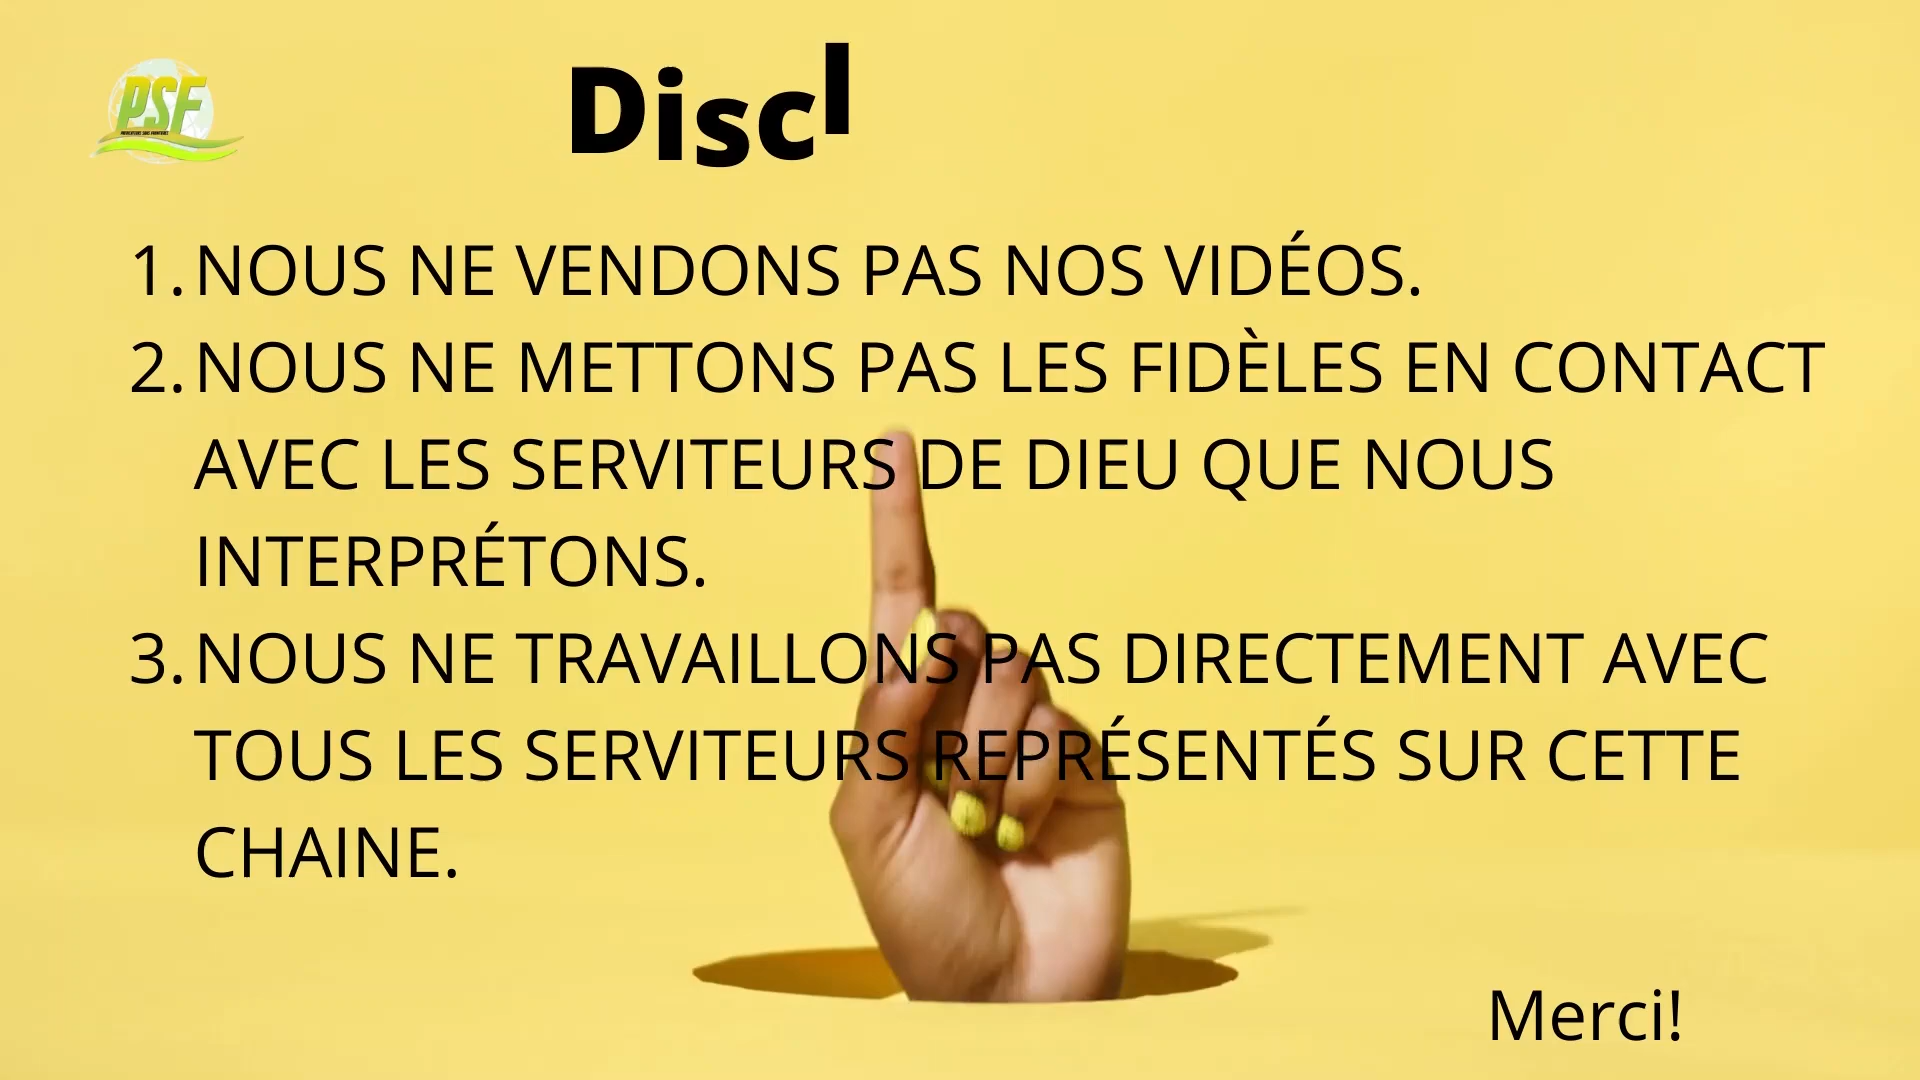 PSF
Discl
1. NOUS NE VENDONS PAS NOS VIDÉOS.
2. NOUS NE METTONS PAS LES FIDÈLES EN CONTACT
AVEC LES SERVITEURS DE DIEU QUE NOUS
INTERPRÉTONS.
3. NOUS NE TRAVAILLONS PAS DIRECTEMENT AVEC
TOUS LES SERVITEURS REPRÉSENTÉS SUR CETTE
CHAINE.
Merci!